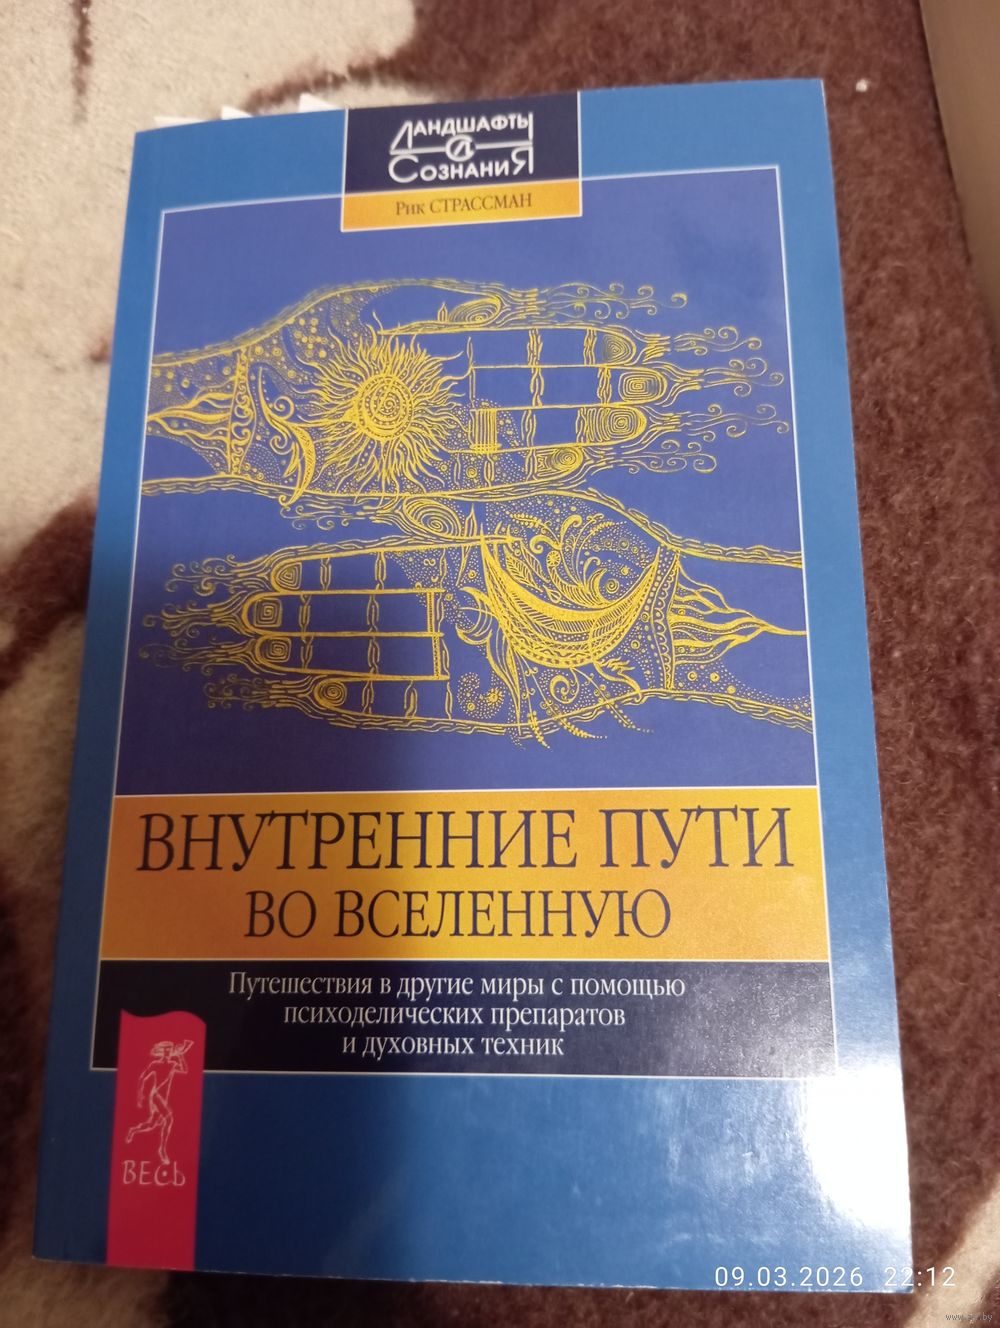 ЛАНДШАФТЫ
СОЗНАНИЯ
Рик СТРАССМАН
ВНУТРЕННИЕ ПУТИ
ВО ВСЕЛЕННУЮ
Путешествия в другие миры с помощью
психоделических препаратов
и духовных техник
ВЕСЬ
09.03.2026 22:12